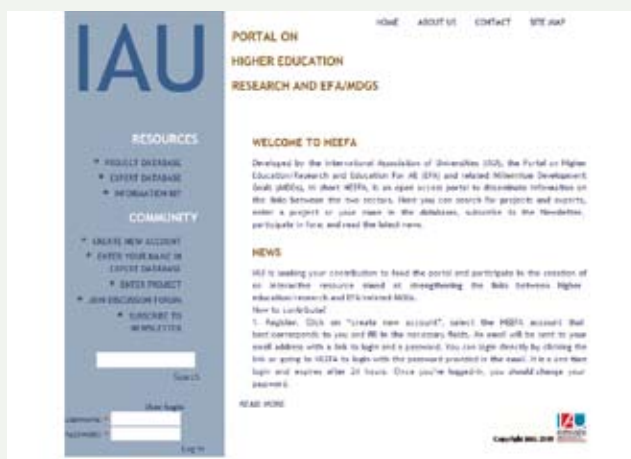 HOME ABOUT US CONTACT SITE MAP
IAU
PORTAL ON
HIGHER EDUCATION
RESEARCH AND EFA/MDGS
RESOURCES
* PROJECT DATABASE
* EXPERT DATABASE
* INFORMATION KIT
COMMUNITY
* CREATE NEW ACCOUNT
* ENTER YOUR NAME IN
EXPERT DATABASE
* ENTER PROJECT
* JOIN DISCUSSION FORUM
* SUBSCRIBE TO
NEWSLETTER
Search
User login
Username: *
Password: *
Log in
WELCOME TO HEEFA
Developed by the International Association of Universities (IAU), the Portal on Higher
Education/Research and Education For All (EFA) and related Millennium Development
Goals (MDGs), in short HEEFA, is an open access portal to disseminate information on
the links between the two sectors. Here you can search for projects and experts,
enter a project or your name in the databases, subscribe to the Newsletter,
participate in fora; and read the latest news.
NEWS
IAU is seeking your contribution to feed the portal and participate in the creation of
an interactive resource aimed at strengthening the links between higher
education/research and EFA related MDGs.
How to contribute?
1. Register. Click on "create new account", select the HEEFA account that
best corresponds to you and fill in the necessary fields. An email will be sent to your
email address with a link to login and a password. You can login directly by clicking the
link or going to HEEFA to login with the password provided in the email. It is a one-time
login and expires after 24 hours. Once you're logged-in, you should change your
password.
READ MORE
Copyright IAU, 2009
IAU